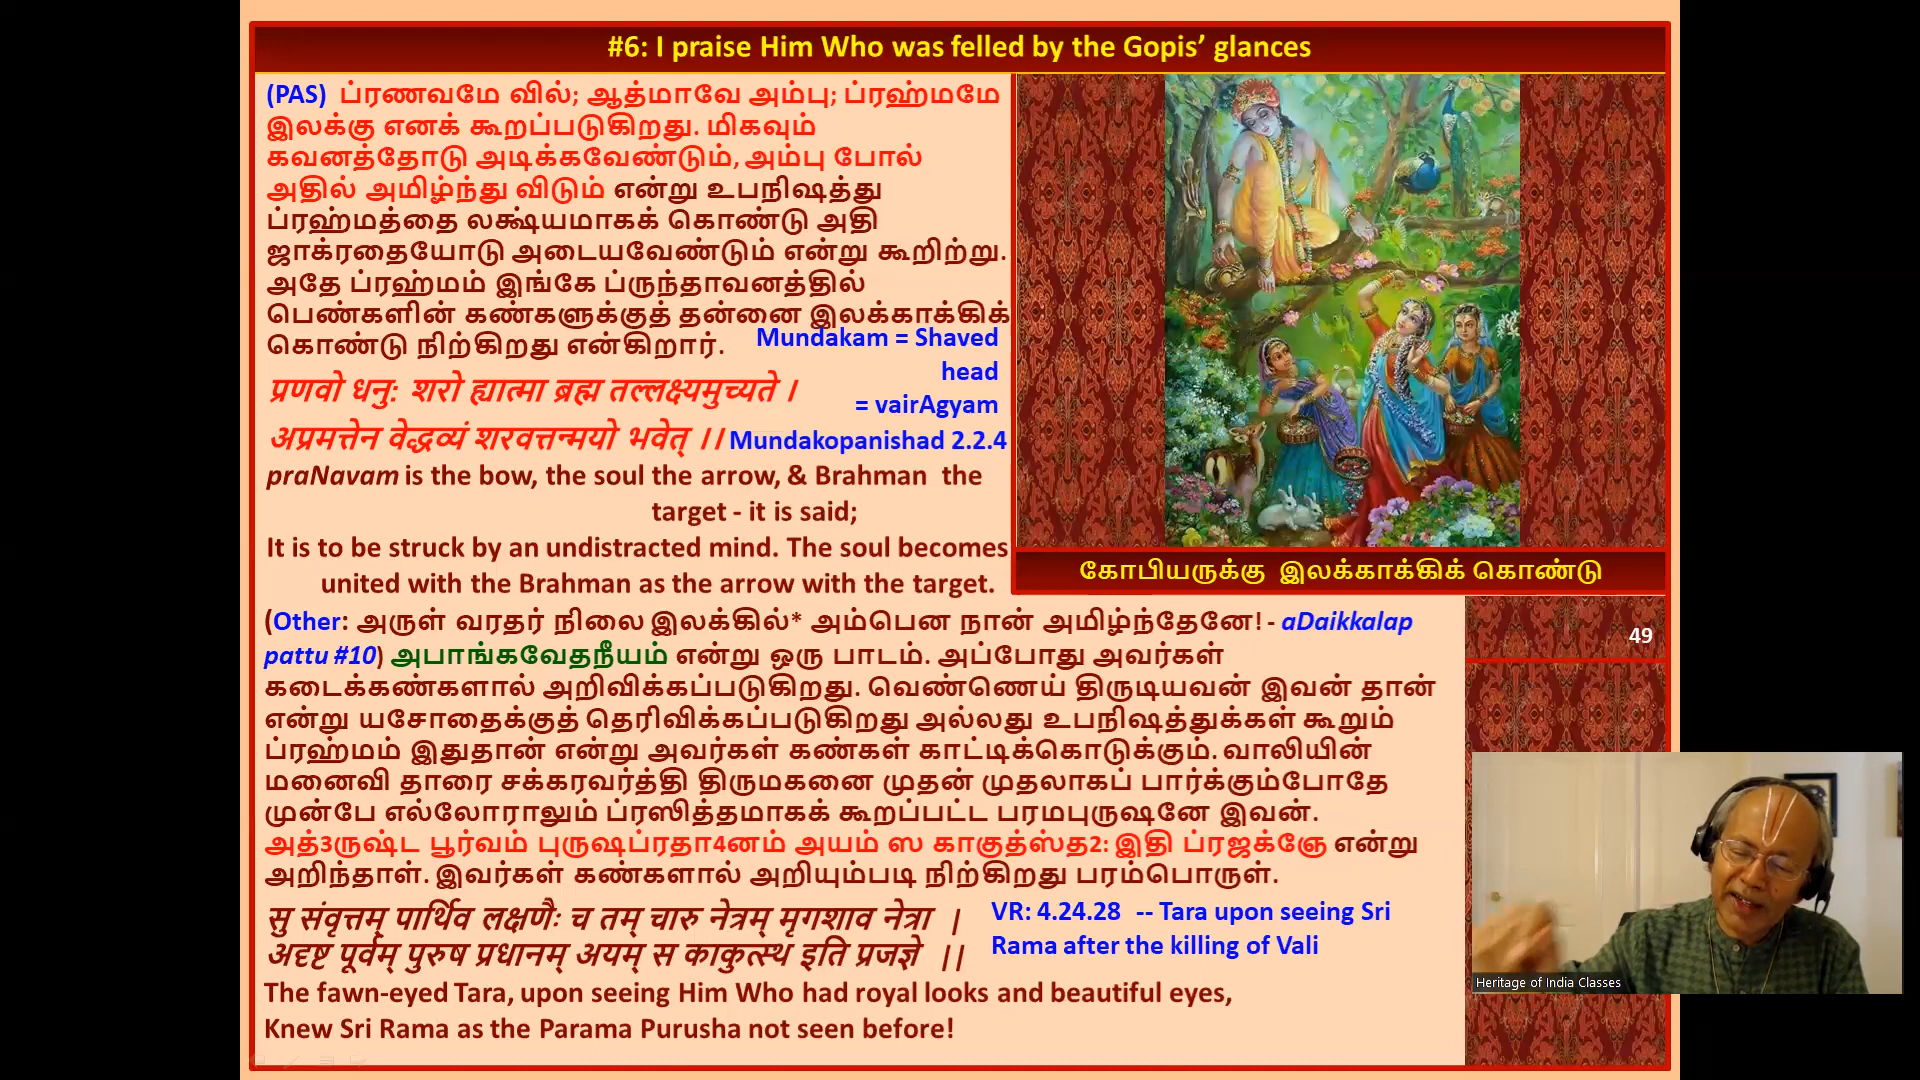 #6: I praise Him Who was felled by the Gopis’ glances
(PAS) ப்ரணவமே வில்; ஆத்மாவே அம்பு; ப்ரஹ்மமே
இலக்கு எனக் கூறப்படுகிறது. மிகவும்
கவனத்தோடு அடிக்கவேண்டும், அம்பு போல்
அதில் அமிழ்ந்து விடும் என்று உபநிஷத்து
ப்ரஹ்மத்தை லக்ஷ்யமாகக் கொண்டு அதி
ஜாக்ரதையோடு அடையவேண்டும் என்று கூறிற்று.
அதே ப்ரஹ்மம் இங்கே ப்ருந்தாவனத்தில்
பெண்களின் கண்களுக்குத் தன்னை இலக்காக்கிக்
கொண்டு நிற்கிறது என்கிறார்.
Mundakam = Shaved
head
= vairAgyam
प्रणवो धनु: शरो ह्यात्मा ब्रह्म तल्लक्ष्यमुच्यते ।
अप्रमत्तेन वेद्धव्यं शरवत्तन्मयो भवेत् ।। Mundakopanishad 2.2.4
praNavam is the bow, the soul the arrow, & Brahman the
target - it is said;
It is to be struck by an undistracted mind. The soul becomes
united with the Brahman as the arrow with the target.
கோபியருக்கு இலக்காக்கிக் கொண்டு
49
(Other: அருள் வரதர் நிலை இலக்கில்* அம்பென நான் அமிழ்ந்தேனே! - aDaikkalap
pattu #10) அபாங்கவேதநீயம் என்று ஒரு பாடம். அப்போது அவர்கள்
கடைக்கண்களால் அறிவிக்கப்படுகிறது. வெண்ணெய் திருடியவன் இவன் தான்
என்று யசோதைக்குத் தெரிவிக்கப்படுகிறது அல்லது உபநிஷத்துக்கள் கூறும்
ப்ரஹ்மம் இதுதான் என்று அவர்கள் கண்கள் காட்டிக்கொடுக்கும். வாலியின்
மனைவி தாரை சக்கரவர்த்தி திருமகனை முதன் முதலாகப் பார்க்கும்போதே
முன்பே எல்லோராலும் ப்ரஸித்தமாகக் கூறப்பட்ட பரமபுருஷனே இவன்.
அத்3ருஷ்ட பூர்வம் புருஷப்ரதா4னம் அயம் ஸ காகுத்ஸ்த2: இதி ப்ரஜக்ஞே என்று
அறிந்தாள். இவர்கள் கண்களால் அறியும்படி நிற்கிறது பரம்பொருள்.
सु संवृत्तम् पार्थिव लक्षणैः च तम् चारु नेत्रम् मृगशाव नेत्रा |
अदृष्ट पूर्वम् पुरुष प्रधानम् अयम् स काकुत्स्थ इति प्रजज्ञे ||
VR: 4.24.28 -- Tara upon seeing Sri
Rama after the killing of Vali
The fawn-eyed Tara, upon seeing Him Who had royal looks and beautiful eyes,
Knew Sri Rama as the Parama Purusha not seen before!
Heritage of India Classes